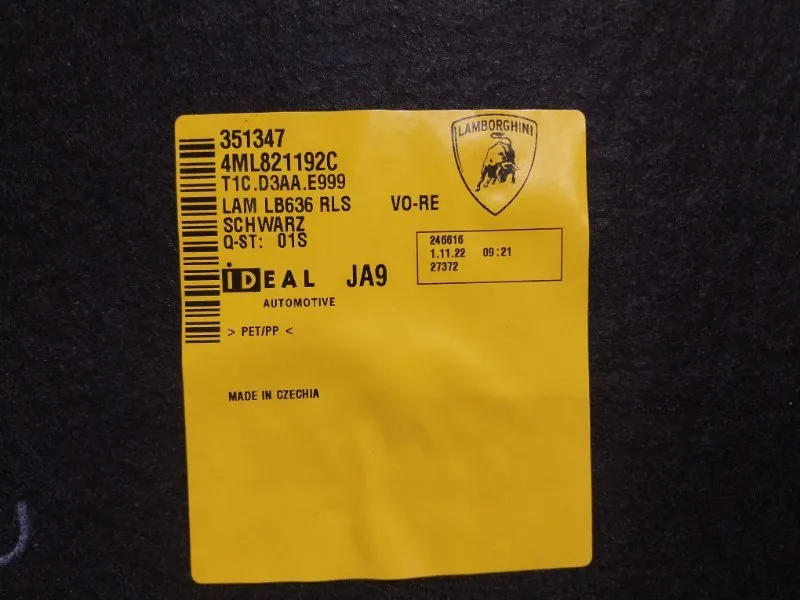 351347
4ML821192C
T1C.D3AA.E999
LAM LB636 RLS VO-RE
SCHWARZ
Q-ST: 01S
LAMBORGHINI
246616
1.11.22 09:21
27372
iDEAL JA9
AUTOMOTIVE
> PET/PP <
MADE IN CZECHIA